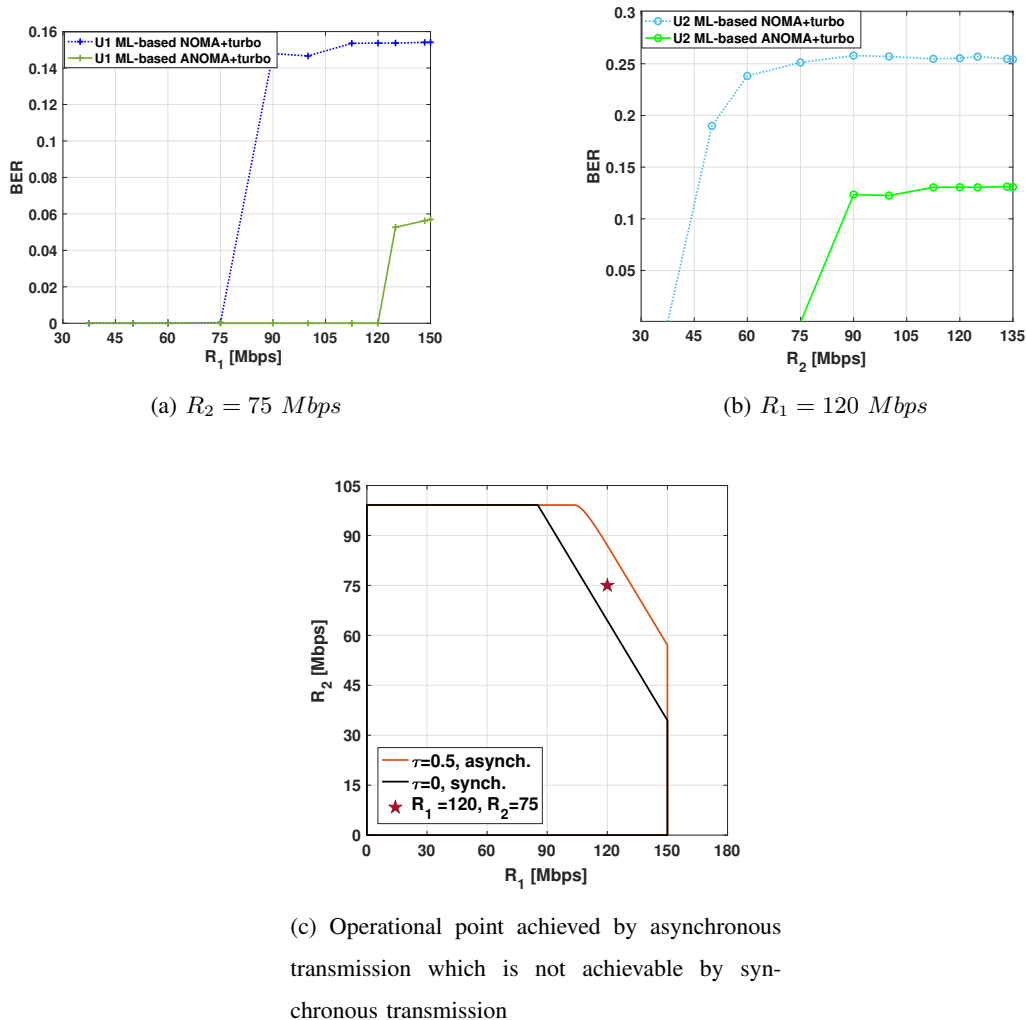 U1 ML-based NOMA+turbo
U1 ML-based ANOMA+turbo
BER
0.16
0.14
0.12
0.1
0.08
0.06
0.04
0.02
0
30 45 60 75 90 105 120 135 150
R1 [Mbps]
(a) R2 = 75 Mbps
U2 ML-based NOMA+turbo
U2 ML-based ANOMA+turbo
BER
0.3
0.25
0.2
0.15
0.1
0.05
30 45 60 75 90 105 120 135
R2 [Mbps]
(b) R1 = 120 Mbps
R2 [Mbps]
105
90
75
60
45
30
15
0
τ=0.5, asynch.
τ=0, synch.
R1 =120, R2=75
0 30 60 90 120 150 180
R1 [Mbps]
(c) Operational point achieved by asynchronous
transmission which is not achievable by syn-
chronous transmission